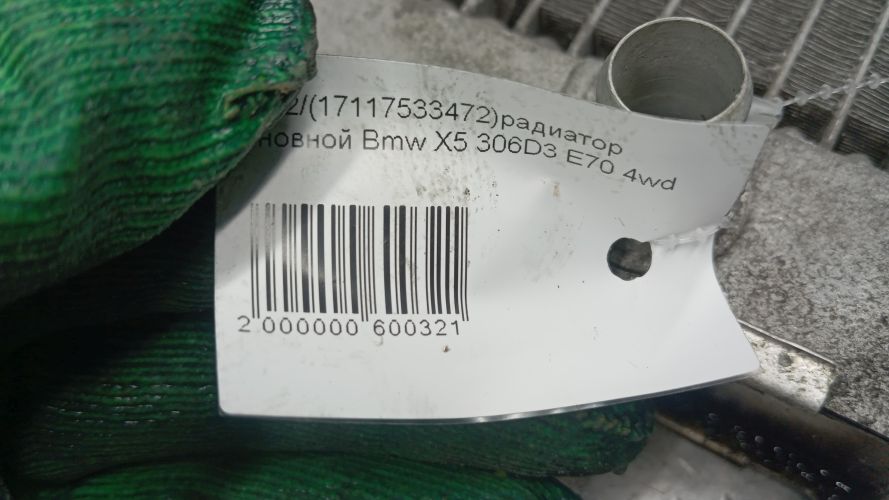 2/(17117533472)радиатор
новной Bmw X5 306D3 E70 4wd
2 000000 600321